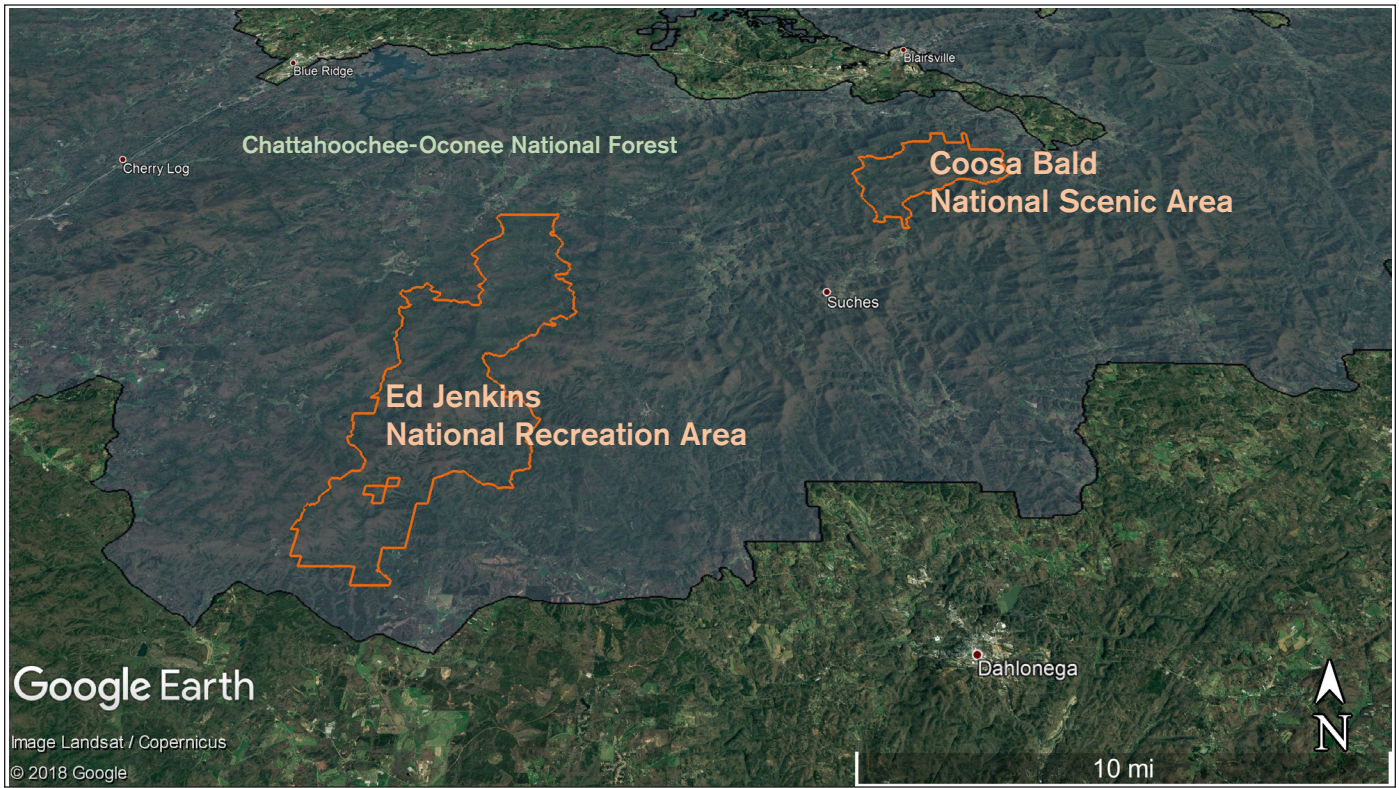 Blue Ridge
Blairsville
Chattahoochee-Oconee National Forest
Cherry Log
Coosa Bald
National Scenic Area
Suches
Ed Jenkins
National Recreation Area
Dahlonega
Google Earth
N
Image Landsat / Copernicus
© 2018 Google
10 mi